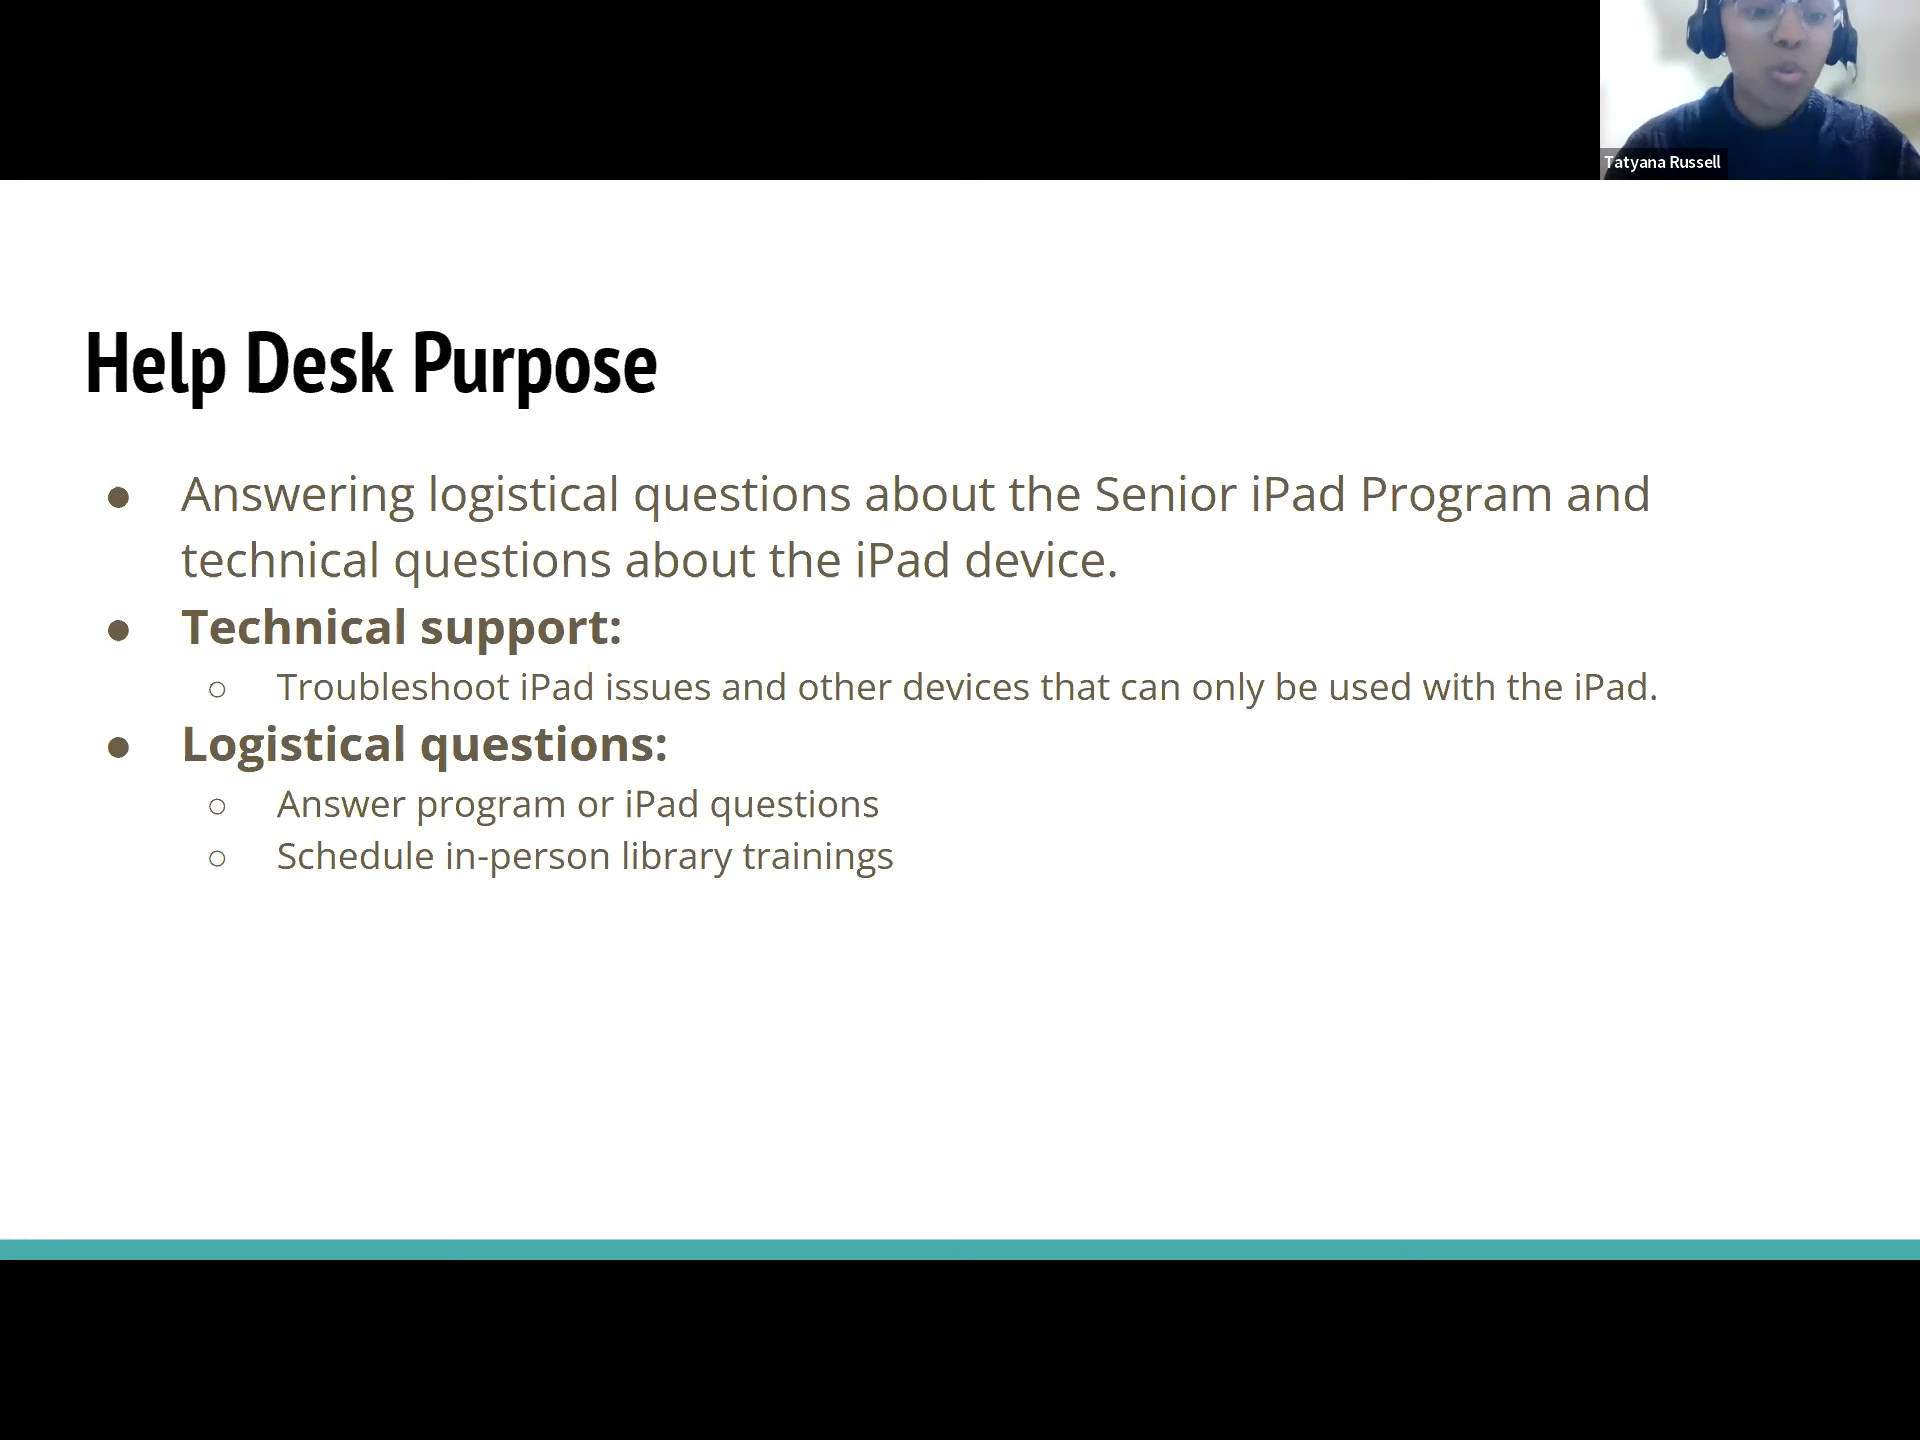 Tatyana Russell
Help Desk Purpose
● Answering logistical questions about the Senior iPad Program and
technical questions about the iPad device.
● Technical support:
○ Troubleshoot iPad issues and other devices that can only be used with the iPad.
● Logistical questions:
○ Answer program or iPad questions
○ Schedule in-person library trainings